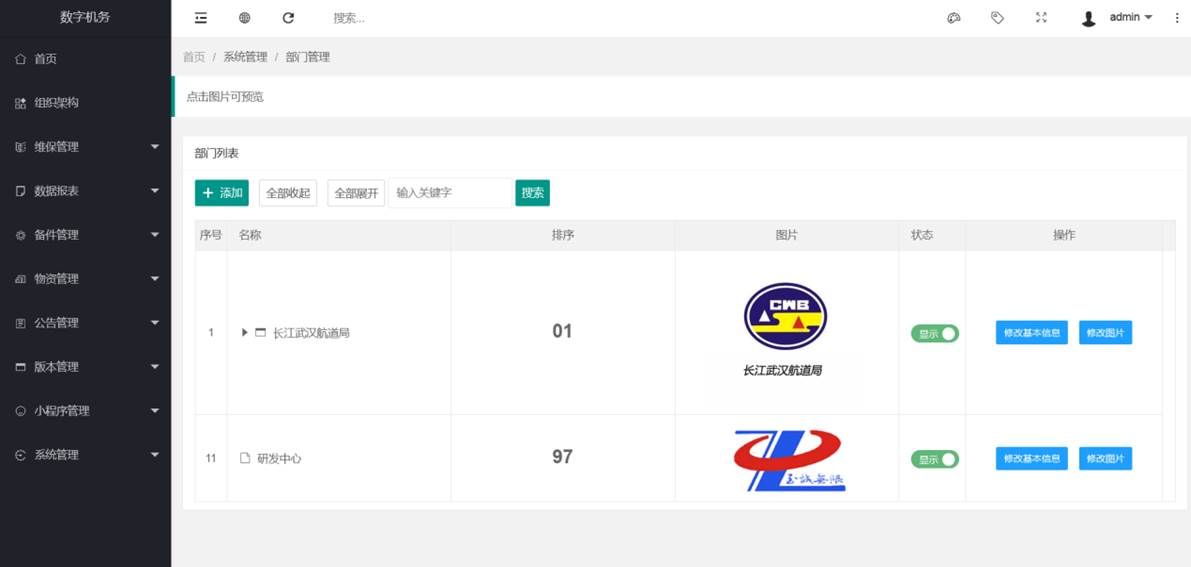 数字机务
搜索...
admin
首页
组织架构
维保管理
数据报表
备件管理
物资管理
公告管理
版本管理
小程序管理
系统管理
首页 / 系统管理 / 部门管理
点击图片可预览
部门列表
添加 全部收起 全部展开 输入关键字 搜索
序号 名称 排序 图片 状态 操作
CWB
长江武汉航道局
1 长江武汉航道局 01 显示 修改基本信息 修改图片
11 研发中心 97 显示 修改基本信息 修改图片